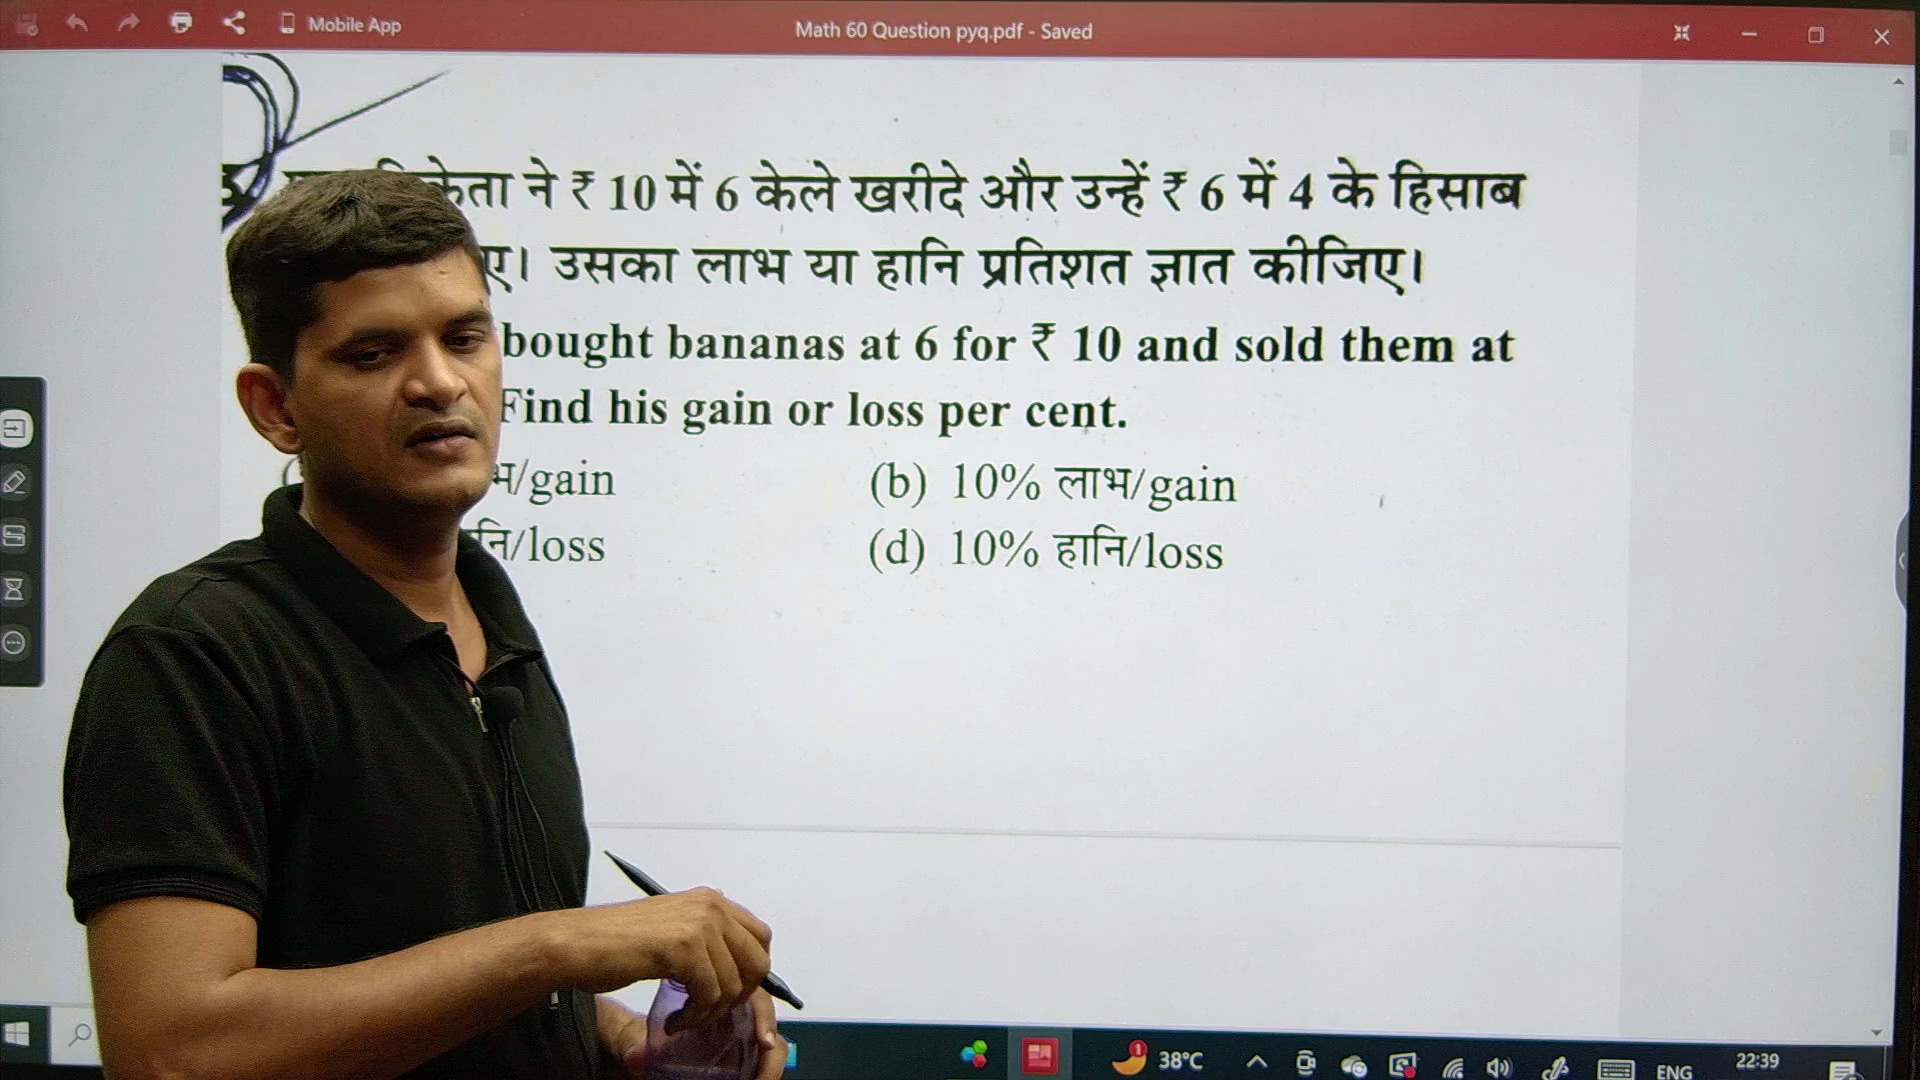 Mobile App
Math 60 Question pyq.pdf - Saved
ने ₹ 10 में 6 केले खरीदे और उन्हें ₹ 6 में 4 के हिसाब
उसका लाभ या हानि प्रतिशत ज्ञात कीजिए।
bought bananas at 6 for ₹ 10 and sold them at
Find his gain or loss per cent.
/gain (b) 10% लाभ/gain
/loss (d) 10% हानि/loss
38°C
ENG
22:39